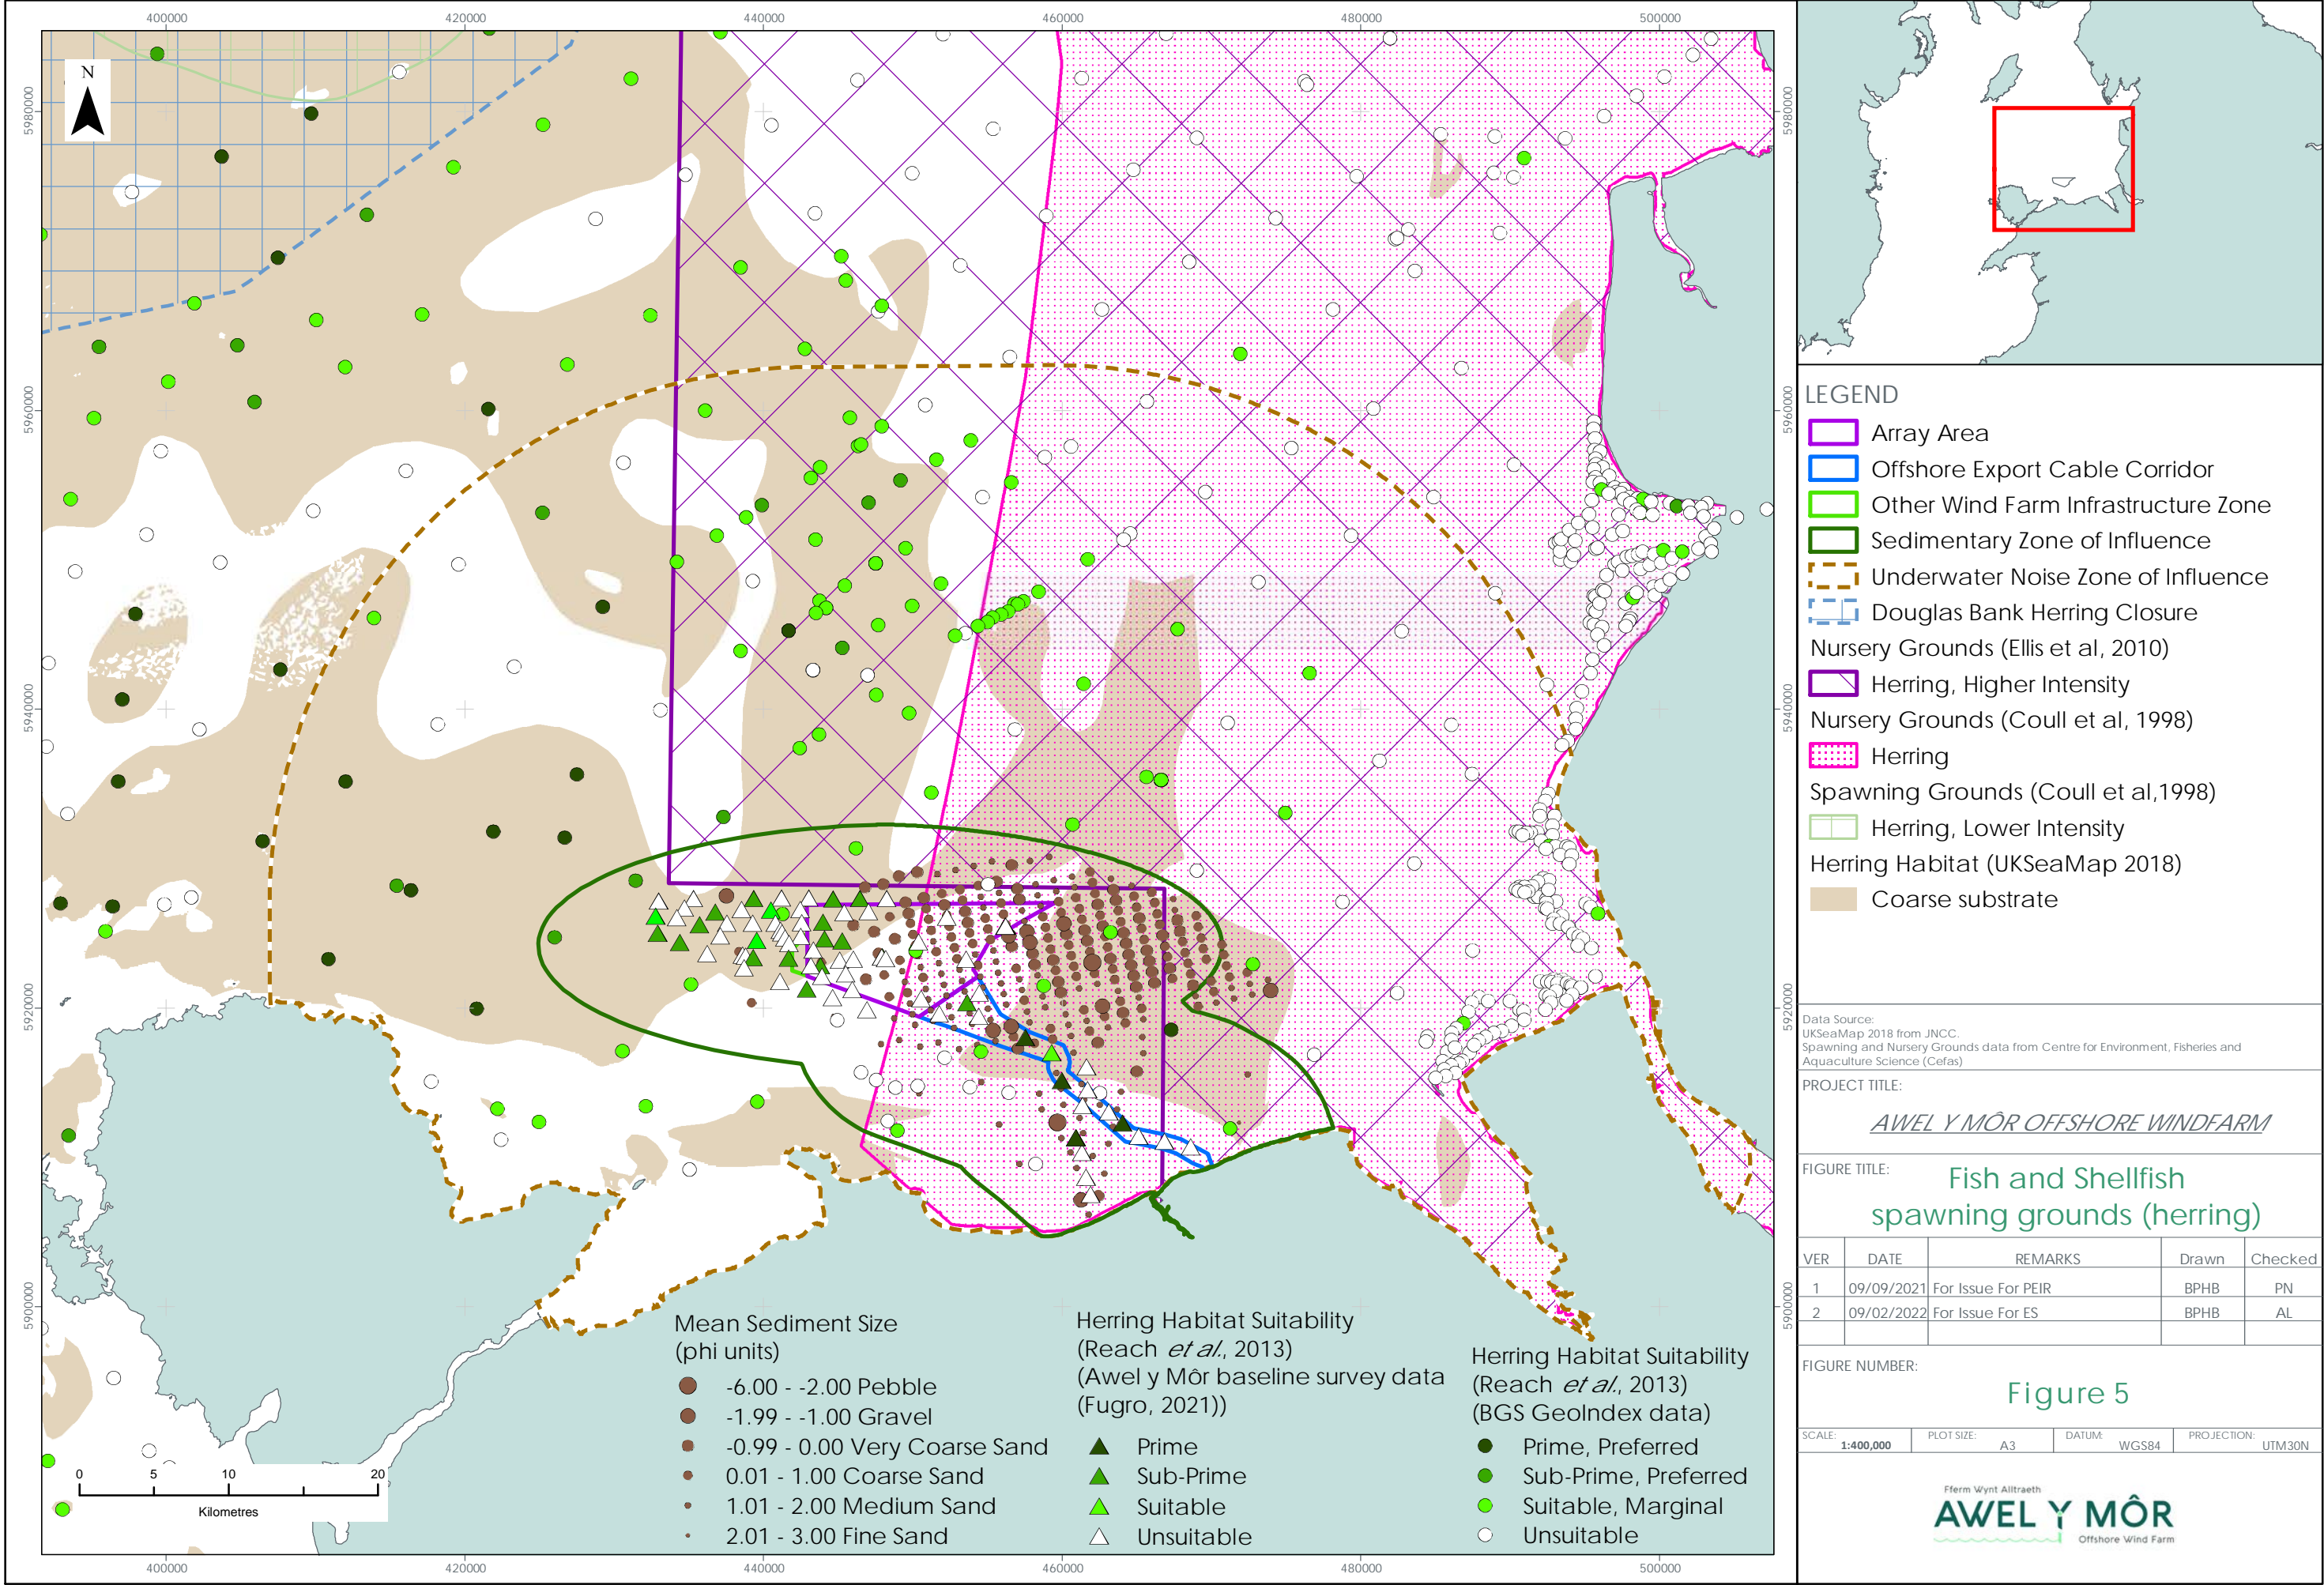 400000 420000 440000 460000 480000 500000
5980000
5960000
5940000
5920000
5900000
5980000
5960000
5940000
5920000
5900000
N
0 5 10 20
Kilometres
400000 420000 440000 460000 480000 500000
Mean Sediment Size
(phi units)
-6.00 - -2.00 Pebble
-1.99 - -1.00 Gravel
-0.99 - 0.00 Very Coarse Sand
0.01 - 1.00 Coarse Sand
1.01 - 2.00 Medium Sand
2.01 - 3.00 Fine Sand
Herring Habitat Suitability
(Reach et al., 2013)
(Awel y Môr baseline survey data
(Fugro, 2021))
Prime
Sub-Prime
Suitable
Unsuitable
Herring Habitat Suitability
(Reach et al., 2013)
(BGS GeoIndex data)
Prime, Preferred
Sub-Prime, Preferred
Suitable, Marginal
Unsuitable
LEGEND
Array Area
Offshore Export Cable Corridor
Other Wind Farm Infrastructure Zone
Sedimentary Zone of Influence
Underwater Noise Zone of Influence
Douglas Bank Herring Closure
Nursery Grounds (Ellis et al, 2010)
Herring, Higher Intensity
Nursery Grounds (Coull et al, 1998)
Herring
Spawning Grounds (Coull et al,1998)
Herring, Lower Intensity
Herring Habitat (UKSeaMap 2018)
Coarse substrate
Data Source:
UKSeaMap 2018 from JNCC.
Spawning and Nursery Grounds data from Centre for Environment, Fisheries and
Aquaculture Science (Cefas)
PROJECT TITLE:
AWEL Y MÔR OFFSHORE WINDFARM
FIGURE TITLE:
Fish and Shellfish
spawning grounds (herring)
VER DATE REMARKS Drawn Checked
1 09/09/2021 For Issue For PEIR BPHB PN
2 09/02/2022 For Issue For ES BPHB AL
FIGURE NUMBER:
Figure 5
SCALE: 1:400,000 PLOT SIZE: A3 DATUM: WGS84 PROJECTION: UTM30N
Fferm Wynt Alltraeth
AWEL Y MÔR
Offshore Wind Farm